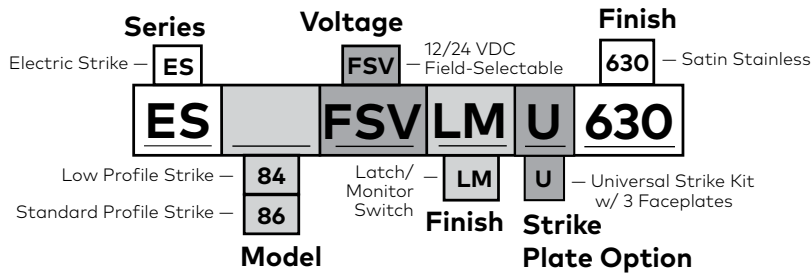 Series
Voltage
Finish
Electric Strike — ES
FSV — 12/24 VDC
Field-Selectable
630 — Satin Stainless
ES FSV LM U 630
Low Profile Strike — 84
Standard Profile Strike — 86
Model
Latch/
Monitor
Switch
— LM
Finish
U — Universal Strike Kit
w/ 3 Faceplates
Strike
Plate Option